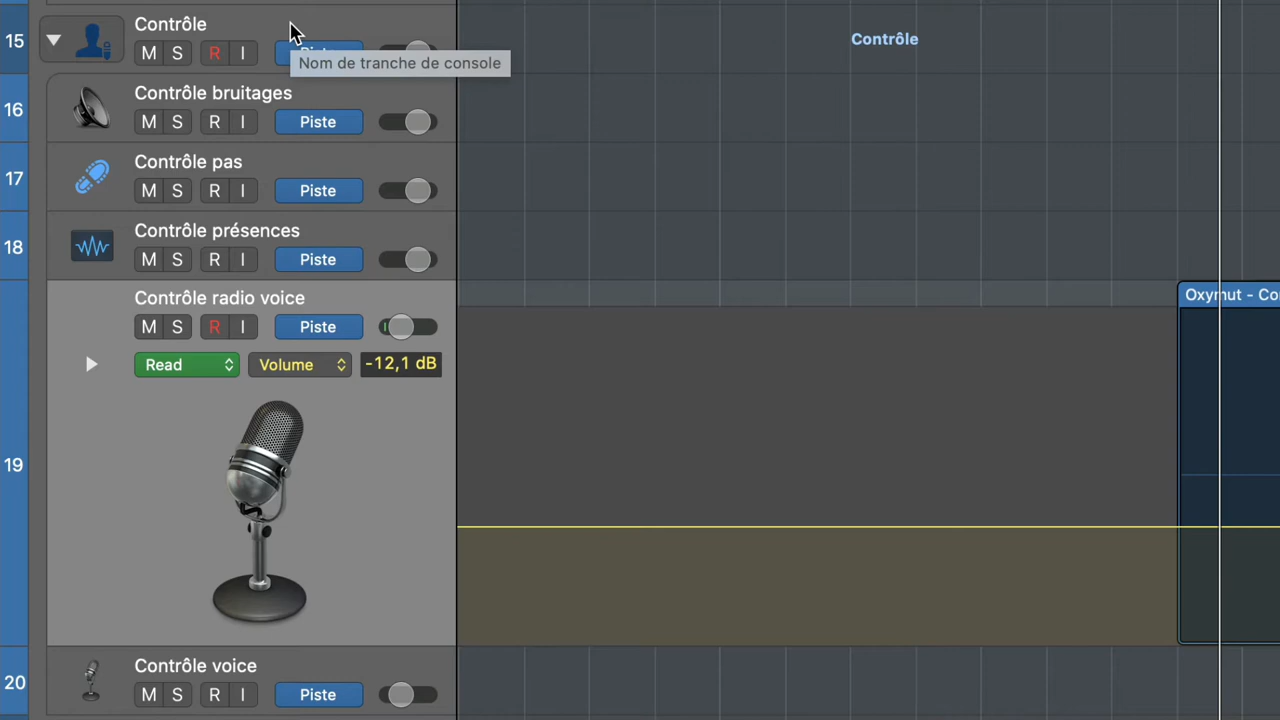 15 Contrôle
M S R I
Contrôle
Nom de tranche de console
16 Contrôle bruitages
M S R I Piste
17 Contrôle pas
M S R I Piste
18 Contrôle présences
M S R I Piste
Contrôle radio voice
M S R I Piste
Read Volume -12,1 dB
19
Oxymut - Co
20 Contrôle voice
M S R I Piste